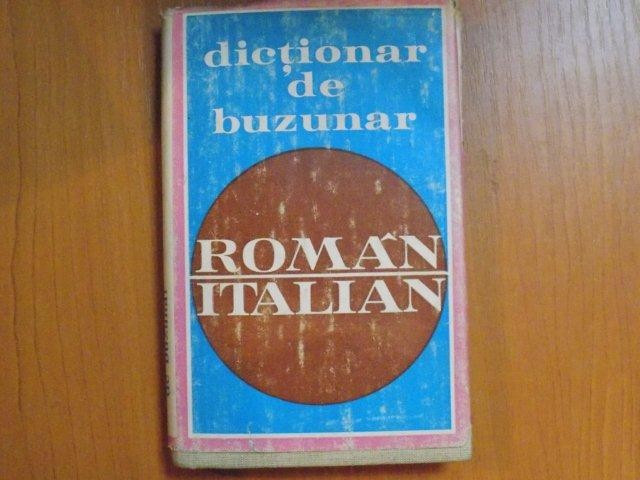 dicționar
de
buzunar
ROMÂN
ITALIAN